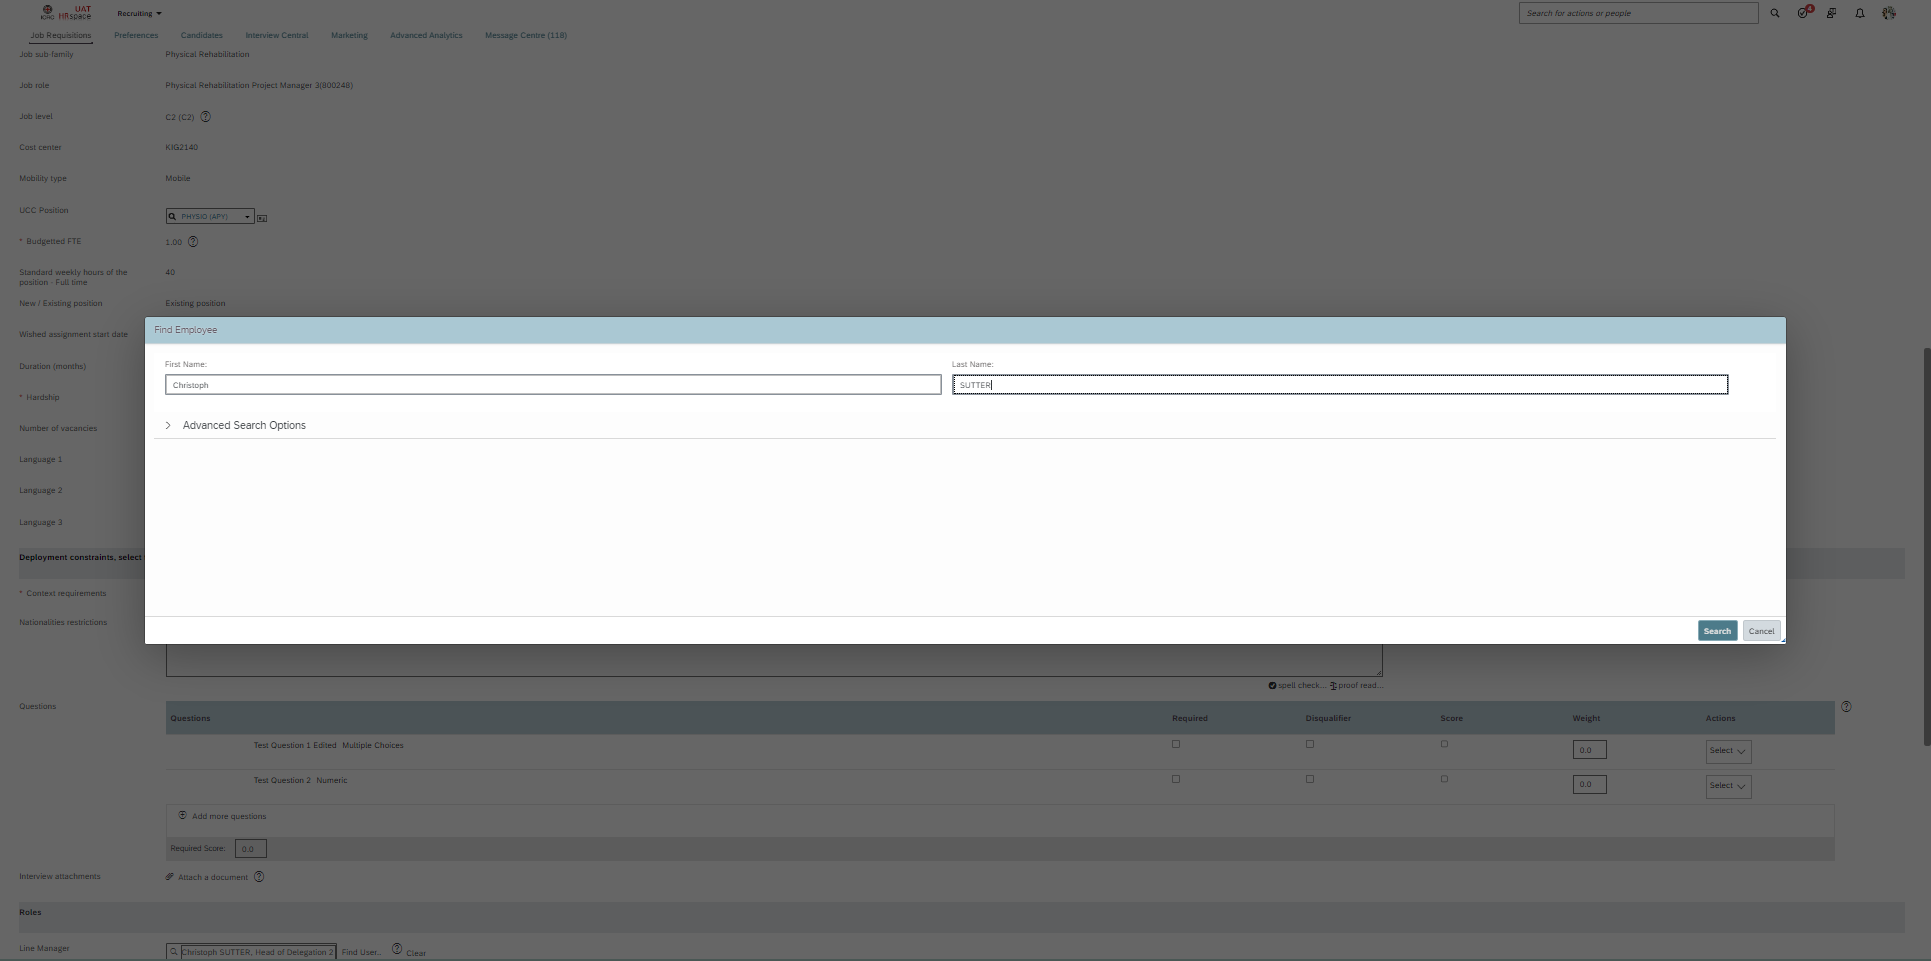 UAT
ICRC HRspace
Recruiting
Search for actions or people
4
Job Requisitions Preferences Candidates Interview Central Marketing Advanced Analytics Message Centre (118)
Job sub-family Physical Rehabilitation
Job role Physical Rehabilitation Project Manager 3(800248)
Job level C2 (C2)
Cost center KIG2140
Mobility type Mobile
UCC Position PHYSIO (APY)
* Budgetted FTE 1.00
Standard weekly hours of the 40
position - Full time
New / Existing position Existing position
Find Employee
Wished assignment start date
First Name: Last Name:
Duration (months)
Christoph SUTTER
* Hardship
Advanced Search Options
Number of vacancies
Language 1
Language 2
Language 3
Deployment constraints, select
* Context requirements
Nationalities restrictions
Search Cancel
spell check... proof read...
Questions
Questions Required Disqualifier Score Weight Actions
Test Question 1 Edited Multiple Choices 0.0 Select
Test Question 2 Numeric 0.0 Select
Add more questions
Required Score: 0.0
Interview attachments Attach a document
Roles
Line Manager Christoph SUTTER, Head of Delegation 2 Find User... Clear